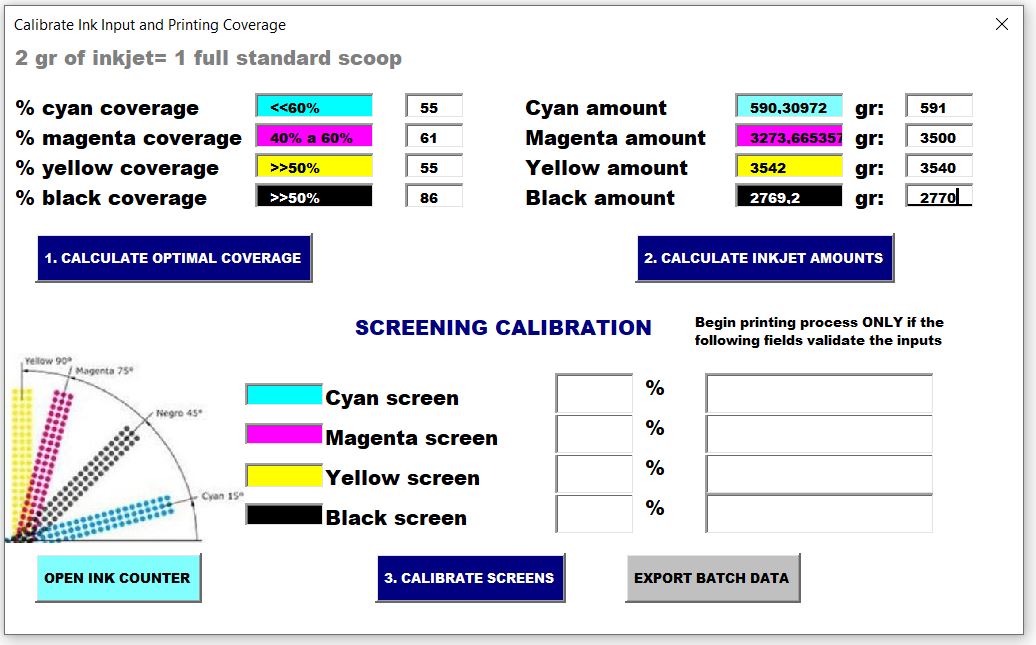 Calibrate Ink Input and Printing Coverage
2 gr of inkjet= 1 full standard scoop
% cyan coverage <<60% 55 Cyan amount 590,30972 gr: 591
% magenta coverage 40% a 60% 61 Magenta amount 3273,665357 gr: 3500
% yellow coverage >>50% 55 Yellow amount 3542 gr: 3540
% black coverage >>50% 86 Black amount 2769,2 gr: 2770
1. CALCULATE OPTIMAL COVERAGE 2. CALCULATE INKJET AMOUNTS
SCREENING CALIBRATION
Begin printing process ONLY if the
following fields validate the inputs
Yellow 90°
Magenta 75°
Negro 45°
Cyan 15°
Cyan screen %
Magenta screen %
Yellow screen %
Black screen %
OPEN INK COUNTER 3. CALIBRATE SCREENS EXPORT BATCH DATA